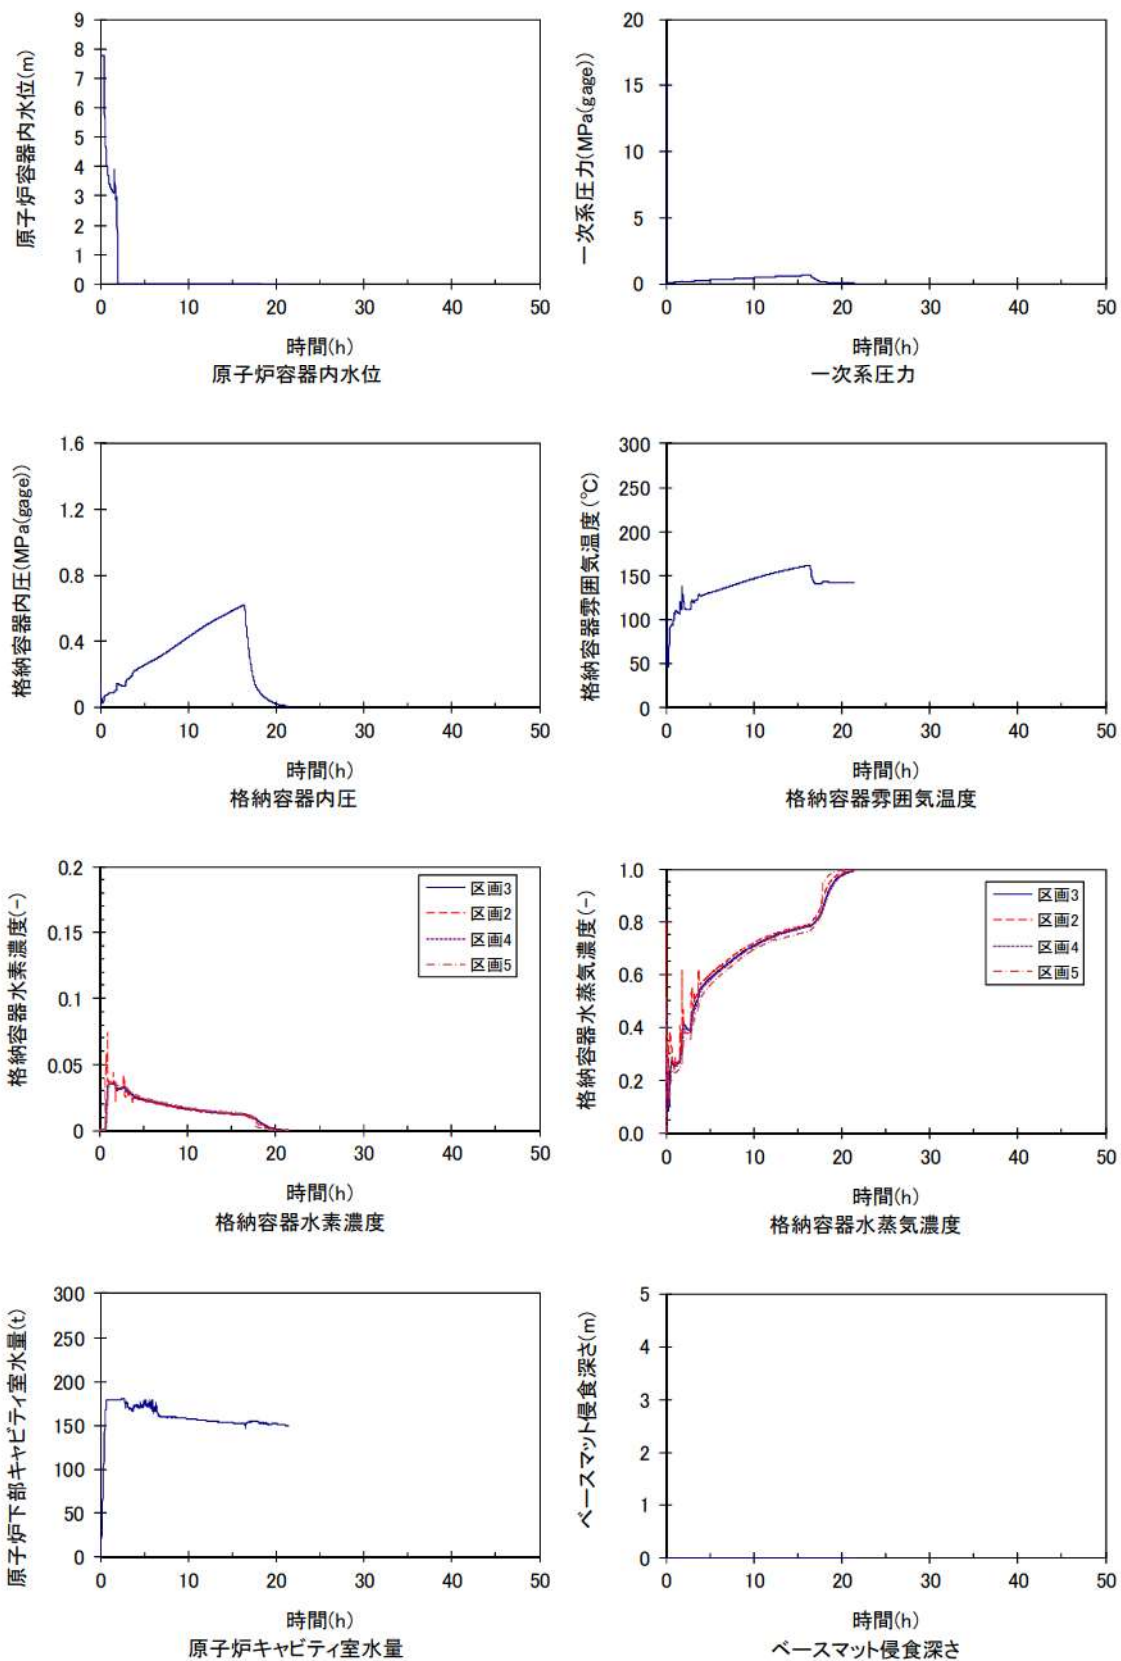 原子炉容器内水位(m)
9
8
7
6
5
4
3
2
1
0
0 10 20 30 40 50
時間(h)
原子炉容器内水位
一次系圧力(MPa(gage))
20
15
10
5
0
0 10 20 30 40 50
時間(h)
一次系圧力
格納容器内圧(MPa(gage))
1.6
1.2
0.8
0.4
0
0 10 20 30 40 50
時間(h)
格納容器内圧
格納容器雰囲気温度(℃)
300
250
200
150
100
50
0
0 10 20 30 40 50
時間(h)
格納容器雰囲気温度
格納容器水素濃度(-)
0.2
0.15
0.1
0.05
0
0 10 20 30 40 50
区画3
区画2
区画4
区画5
時間(h)
格納容器水素濃度
格納容器水蒸気濃度(-)
1.0
0.8
0.6
0.4
0.2
0.0
0 10 20 30 40 50
区画3
区画2
区画4
区画5
時間(h)
格納容器水蒸気濃度
原子炉下部キャビティ室水量(t)
300
250
200
150
100
50
0
0 10 20 30 40 50
時間(h)
原子炉キャビティ室水量
ベースマット侵食深さ(m)
5
4
3
2
1
0
0 10 20 30 40 50
時間(h)
ベースマット侵食深さ